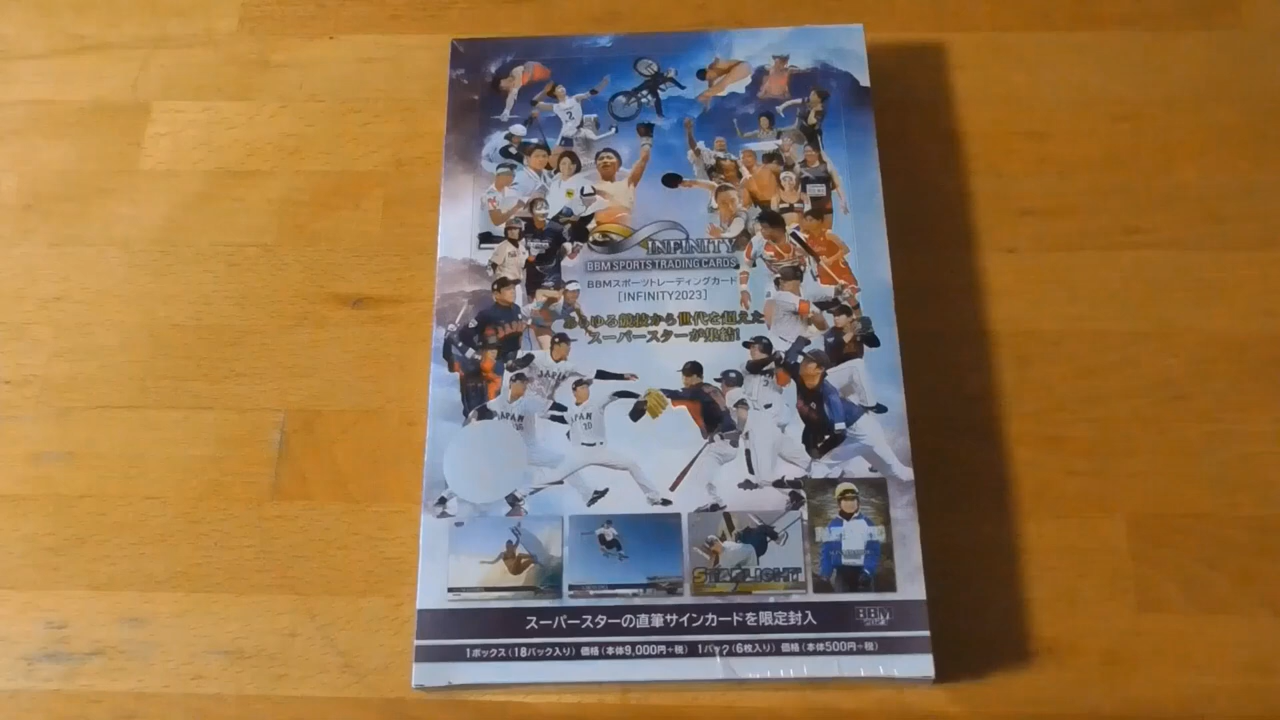 INFINITY
BBM SPORTS TRADING CARDS
BBMスポーツトレーディングカード
[INFINITY2023]
あらゆる競技から世代を超えた
スーパースターが集結!
JAPAN
JAPAN
JAPAN
STARLIGHT
スーパースターの直筆サインカードを限定封入
BBM
1ボックス(18パック入り) 価格(本体9,000円+税) 1パック(6枚入り) 価格(本体500円+税)